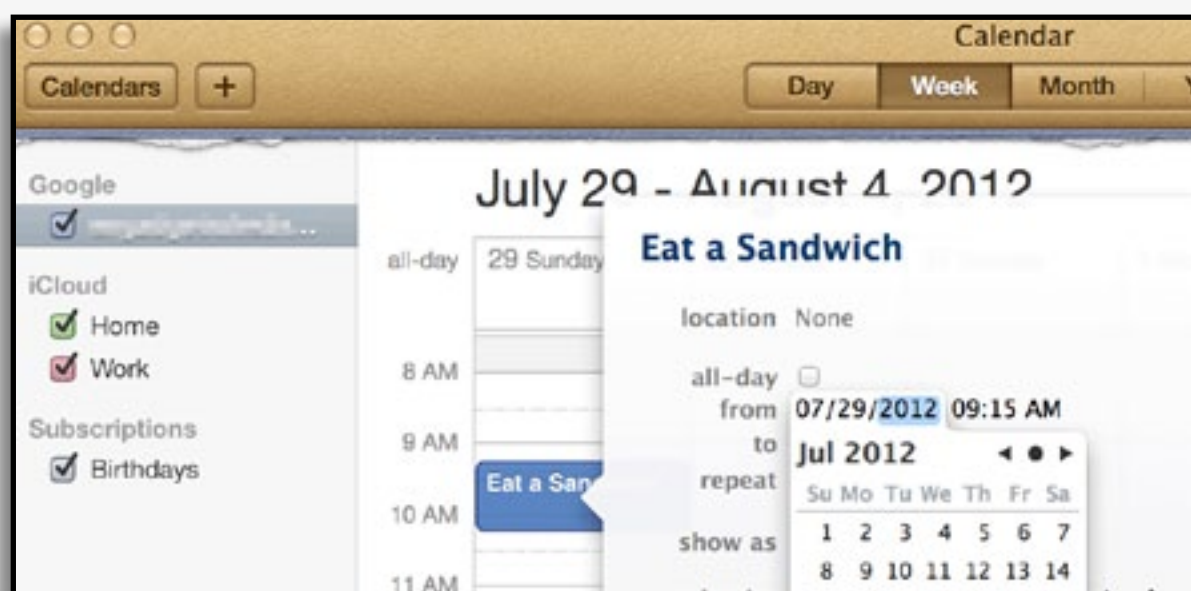 Calendar
Calendars + Day Week Month
Google
iCloud
Home
Work
Subscriptions
Birthdays
July 29 - August 4, 2012
all-day 29 Sunday
8 AM
9 AM
10 AM
11 AM
Eat a San
Eat a Sandwich
location None
all-day
from 07/29/2012 09:15 AM
to
repeat
show as
Jul 2012
Su Mo Tu We Th Fr Sa
1 2 3 4 5 6 7
8 9 10 11 12 13 14